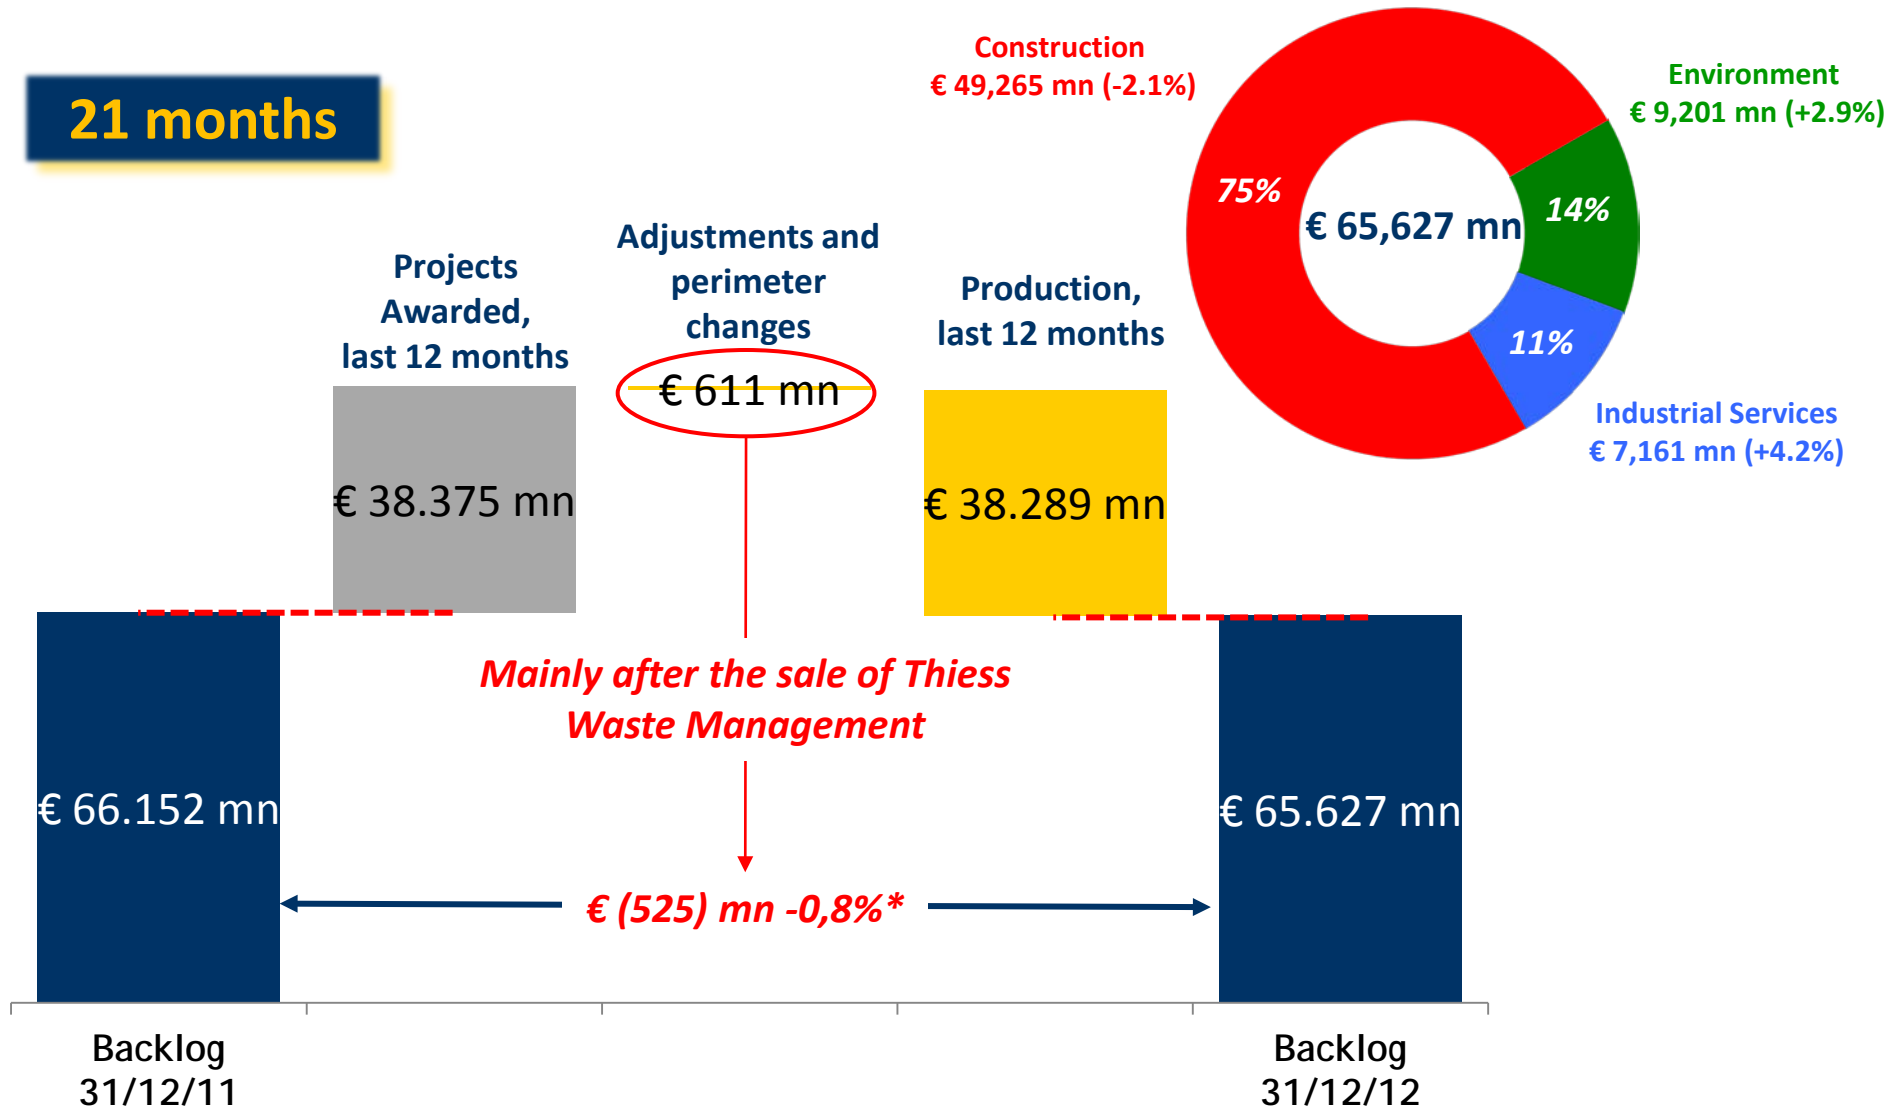 21 months
Construction
€ 49,265 mn (-2.1%)
Environment
€ 9,201 mn (+2.9%)
75%
€ 65,627 mn
14%
11%
Industrial Services
€ 7,161 mn (+4.2%)
Projects
Awarded,
last 12 months
Adjustments and
perimeter
changes
Production,
last 12 months
€ 611 mn
€ 38.375 mn
€ 38.289 mn
Mainly after the sale of Thiess
Waste Management
€ 66.152 mn
€ 65.627 mn
€ (525) mn -0,8%*
Backlog
31/12/11
Backlog
31/12/12